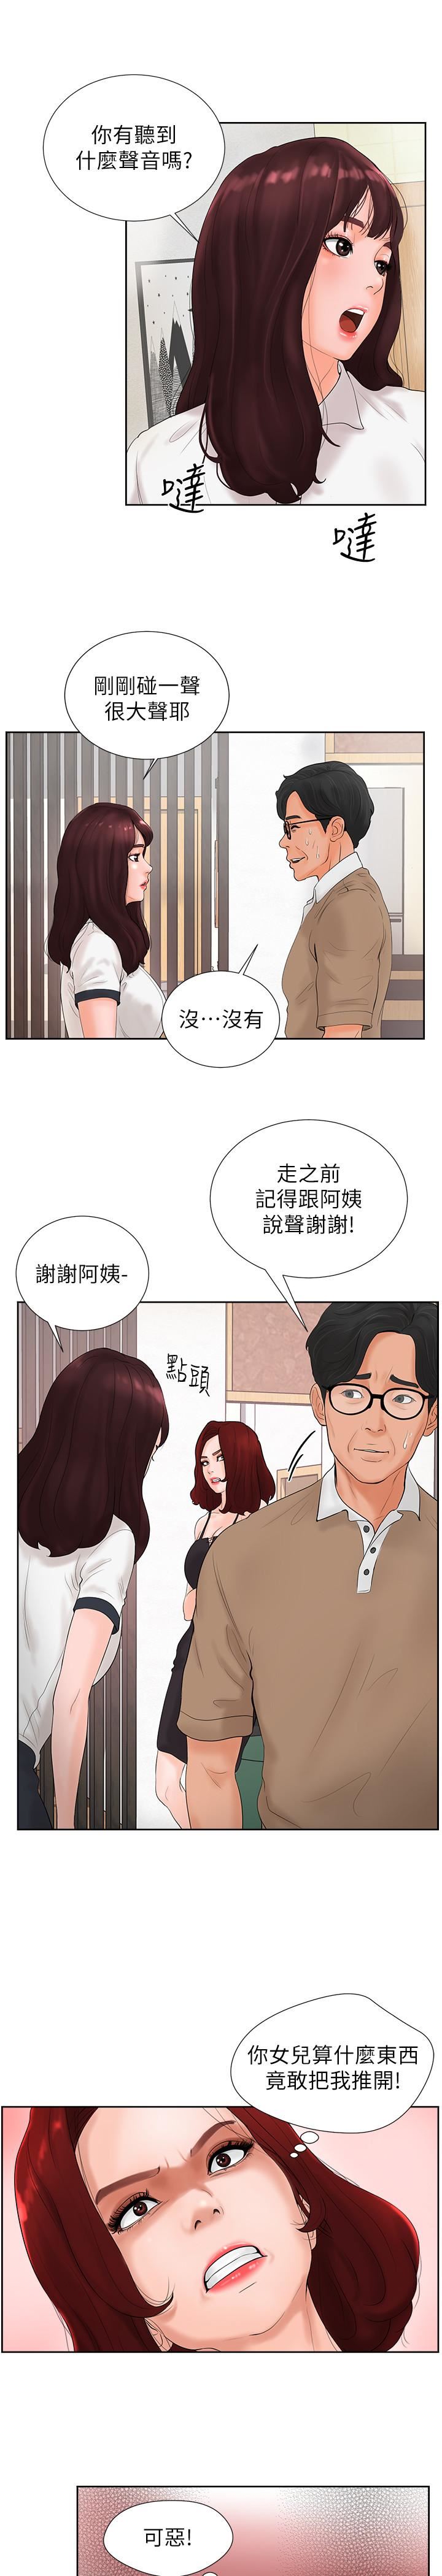 你有聽到
什麼聲音嗎?
噠
噠
剛剛碰一聲
很大聲耶
沒⋯沒有
走之前
記得跟阿姨
說聲謝謝!
謝謝阿姨-
點頭
你女兒算什麼東西
竟敢把我推開!
可惡!